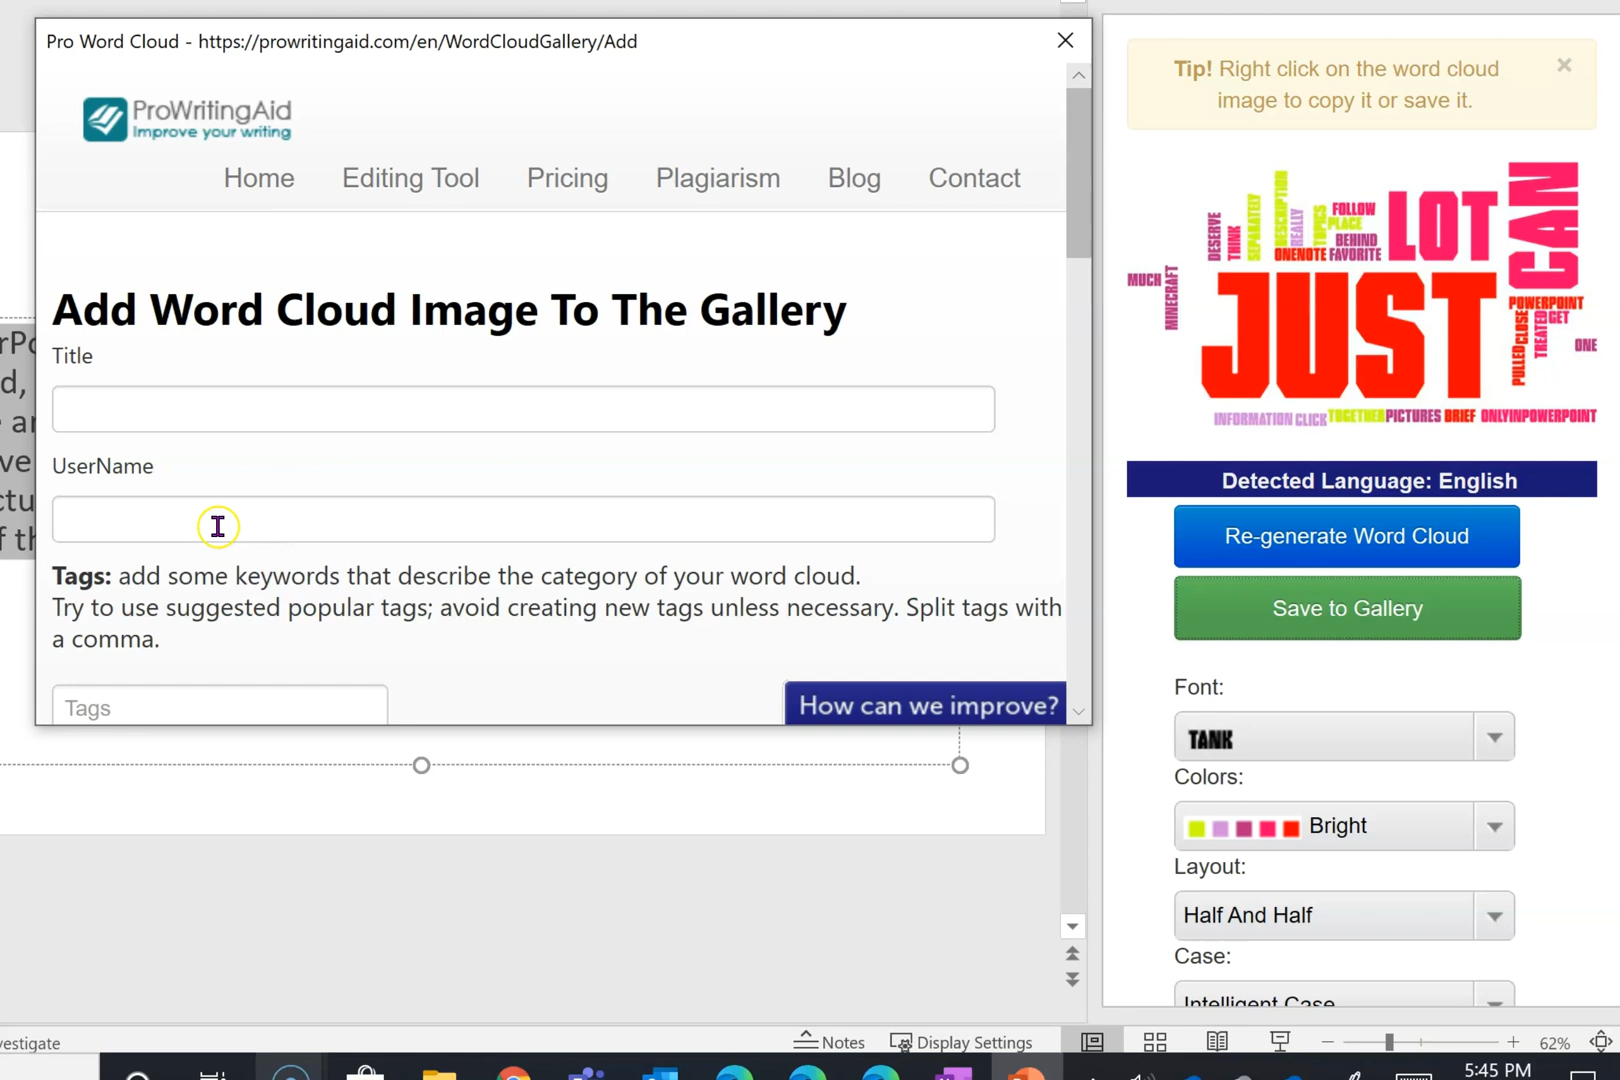 Pro Word Cloud - https://prowritingaid.com/en/WordCloudGallery/Add
ProWritingAid
Improve your writing
Home Editing Tool Pricing Plagiarism Blog Contact
Add Word Cloud Image To The Gallery
Title
UserName
Tags: add some keywords that describe the category of your word cloud.
Try to use suggested popular tags; avoid creating new tags unless necessary. Split tags with
a comma.
Tags
How can we improve?
Tip! Right click on the word cloud
image to copy it or save it.
MUCH
MINECRAFT
DESERVE
THINK
SEPARATELY
DESCRIPTION
REALLY
TOPICS
FOLLOW
PLACE
BEHIND
ONENOTE FAVORITE
LOT
CAN
JUST
POWERPOINT
PULLED
CLOSE
TREATED
GET
ONE
INFORMATION CLICK TOGETHER PICTURES BRIEF ONLYINPOWERPOINT
Detected Language: English
Re-generate Word Cloud
Save to Gallery
Font:
TANK
Colors:
Bright
Layout:
Half And Half
Case:
Intelligent Case
Notes Display Settings 62%
5:45 PM